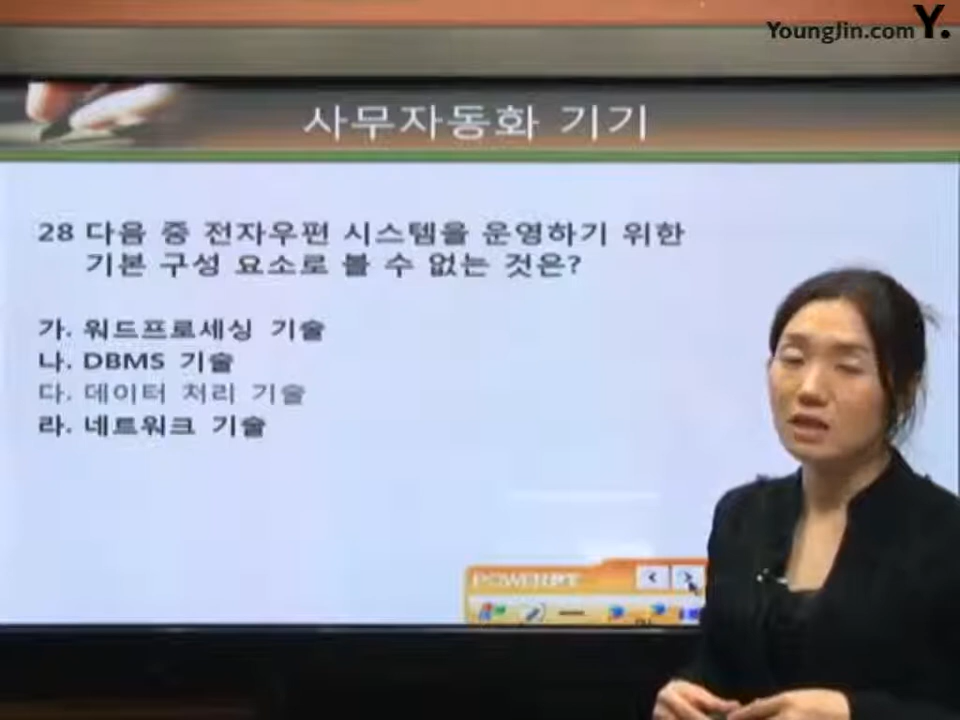 YoungJin.com Y.
사무자동화 기기
28 다음 중 전자우편 시스템을 운영하기 위한
기본 구성 요소로 볼 수 없는 것은?
가. 워드프로세싱 기술
나. DBMS 기술
다. 데이터 처리 기술
라. 네트워크 기술
POWERPT